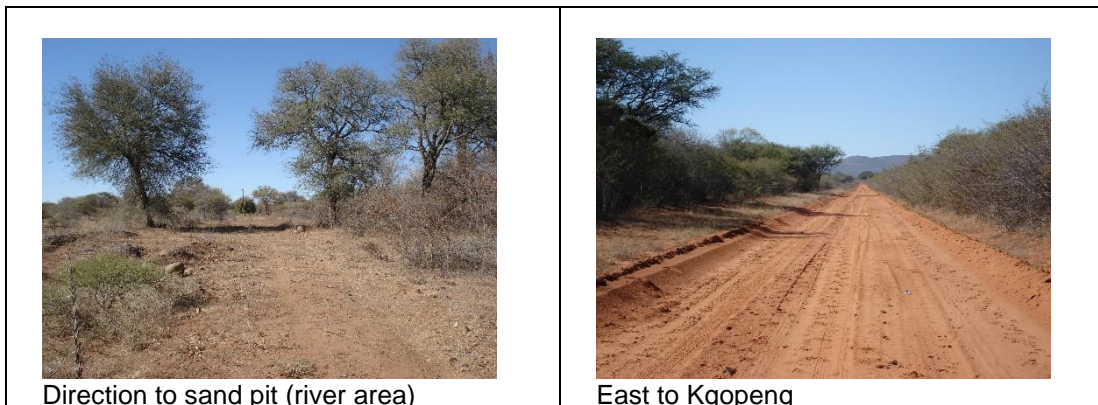 Direction to sand pit (river area)
East to Kgopeng